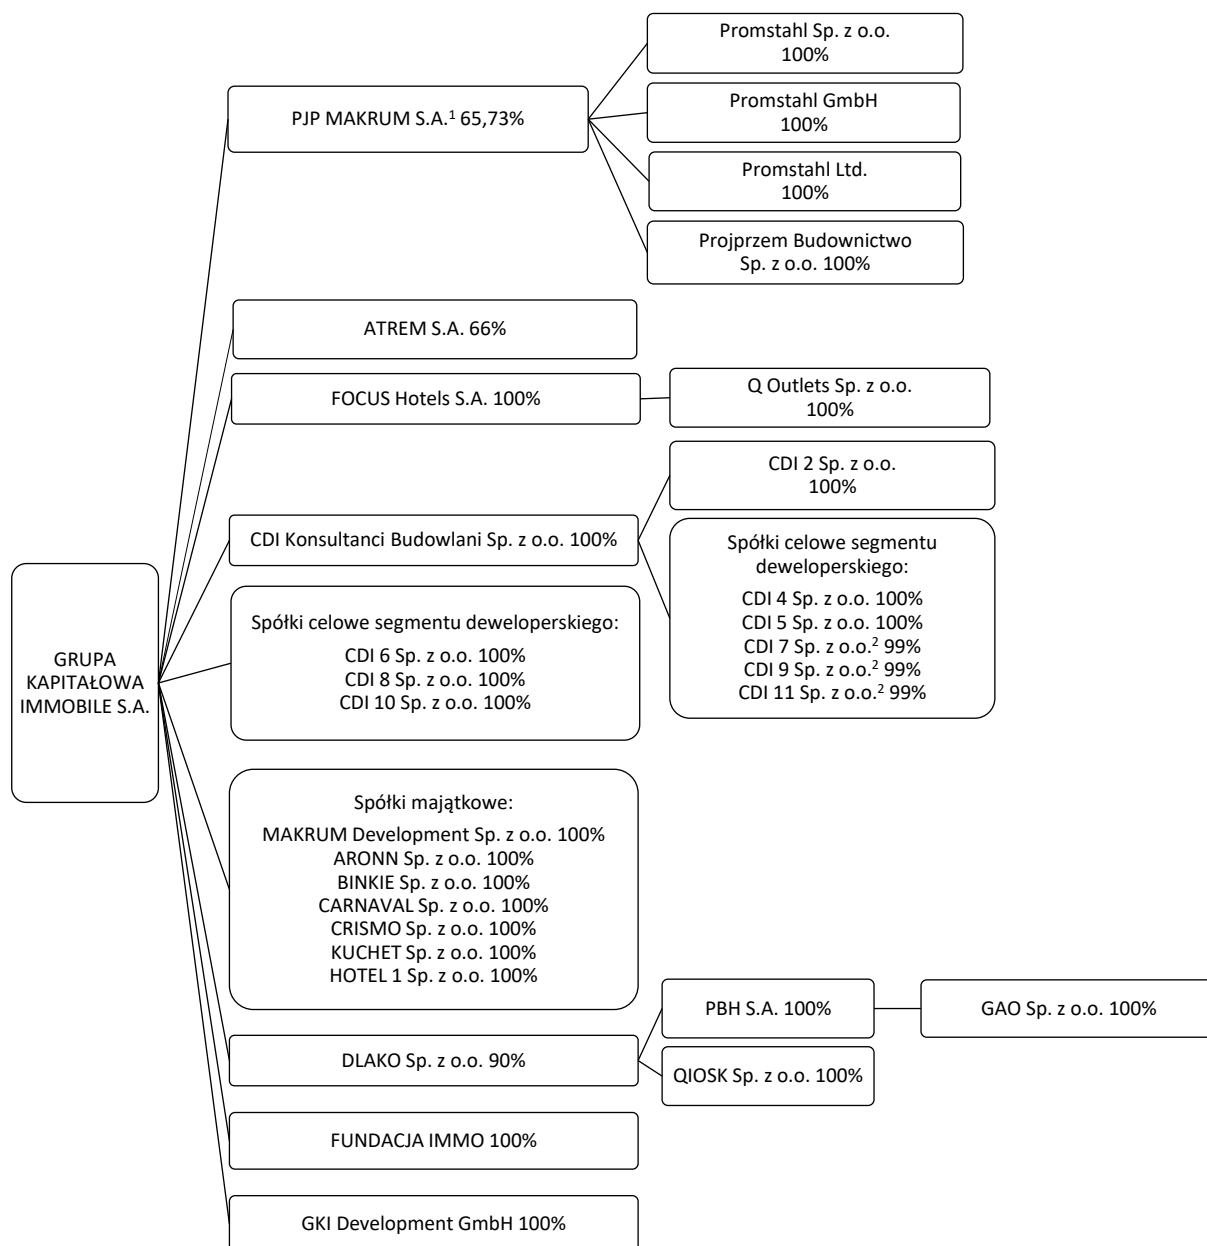 GRUPA
KAPITAŁOWA
IMMOBILE S.A.
PJP MAKRUM S.A.¹ 65,73%
Promstahl Sp. z o.o.
100%
Promstahl GmbH
100%
Promstahl Ltd.
100%
Projprzem Budownictwo
Sp. z o.o. 100%
ATREM S.A. 66%
FOCUS Hotels S.A. 100%
Q Outlets Sp. z o.o.
100%
CDI Konsultanci Budowlani Sp. z o.o. 100%
CDI 2 Sp. z o.o.
100%
Spółki celowe segmentu
deweloperskiego:
CDI 4 Sp. z o.o. 100%
CDI 5 Sp. z o.o. 100%
CDI 7 Sp. z o.o.² 99%
CDI 9 Sp. z o.o.² 99%
CDI 11 Sp. z o.o.² 99%
Spółki celowe segmentu deweloperskiego:
CDI 6 Sp. z o.o. 100%
CDI 8 Sp. z o.o. 100%
CDI 10 Sp. z o.o. 100%
Spółki majątkowe:
MAKRUM Development Sp. z o.o. 100%
ARONN Sp. z o.o. 100%
BINKIE Sp. z o.o. 100%
CARNAVAL Sp. z o.o. 100%
CRISMO Sp. z o.o. 100%
KUCHET Sp. z o.o. 100%
HOTEL 1 Sp. z o.o. 100%
DLAKO Sp. z o.o. 90%
PBH S.A. 100%
GAO Sp. z o.o. 100%
QIOSK Sp. z o.o. 100%
FUNDACJA IMMO 100%
GKI Development GmbH 100%